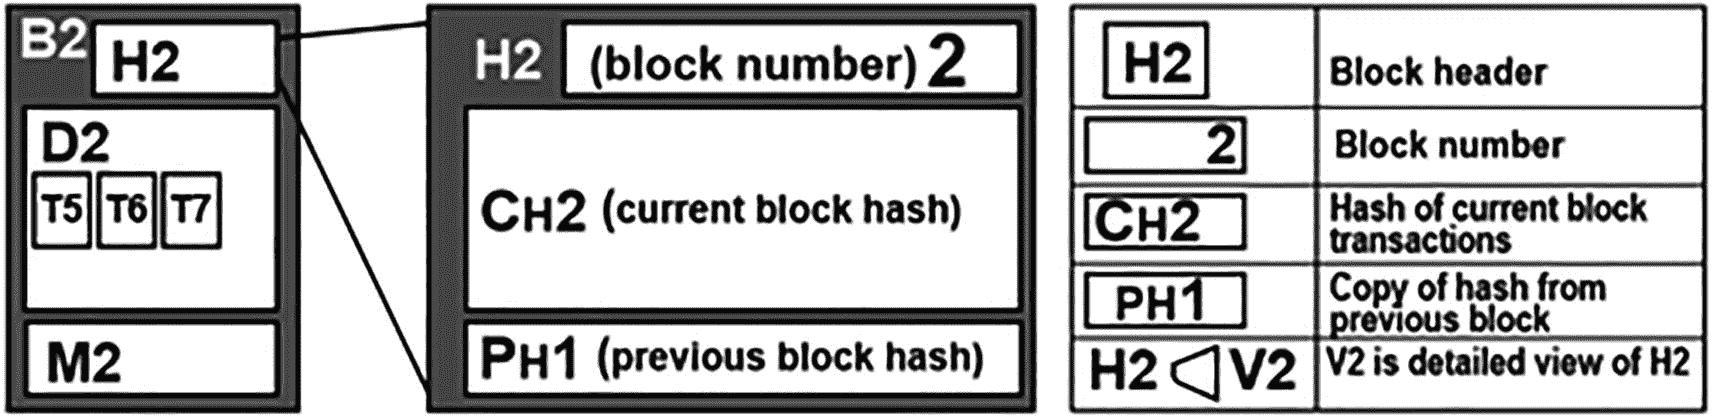 B2
H2
D2
T5 T6 T7
M2
H2
(block number) 2
CH2 (current block hash)
PH1 (previous block hash)
H2 Block header
2 Block number
CH2 Hash of current block
transactions
PH1 Copy of hash from
previous block
H2 V2 V2 is detailed view of H2